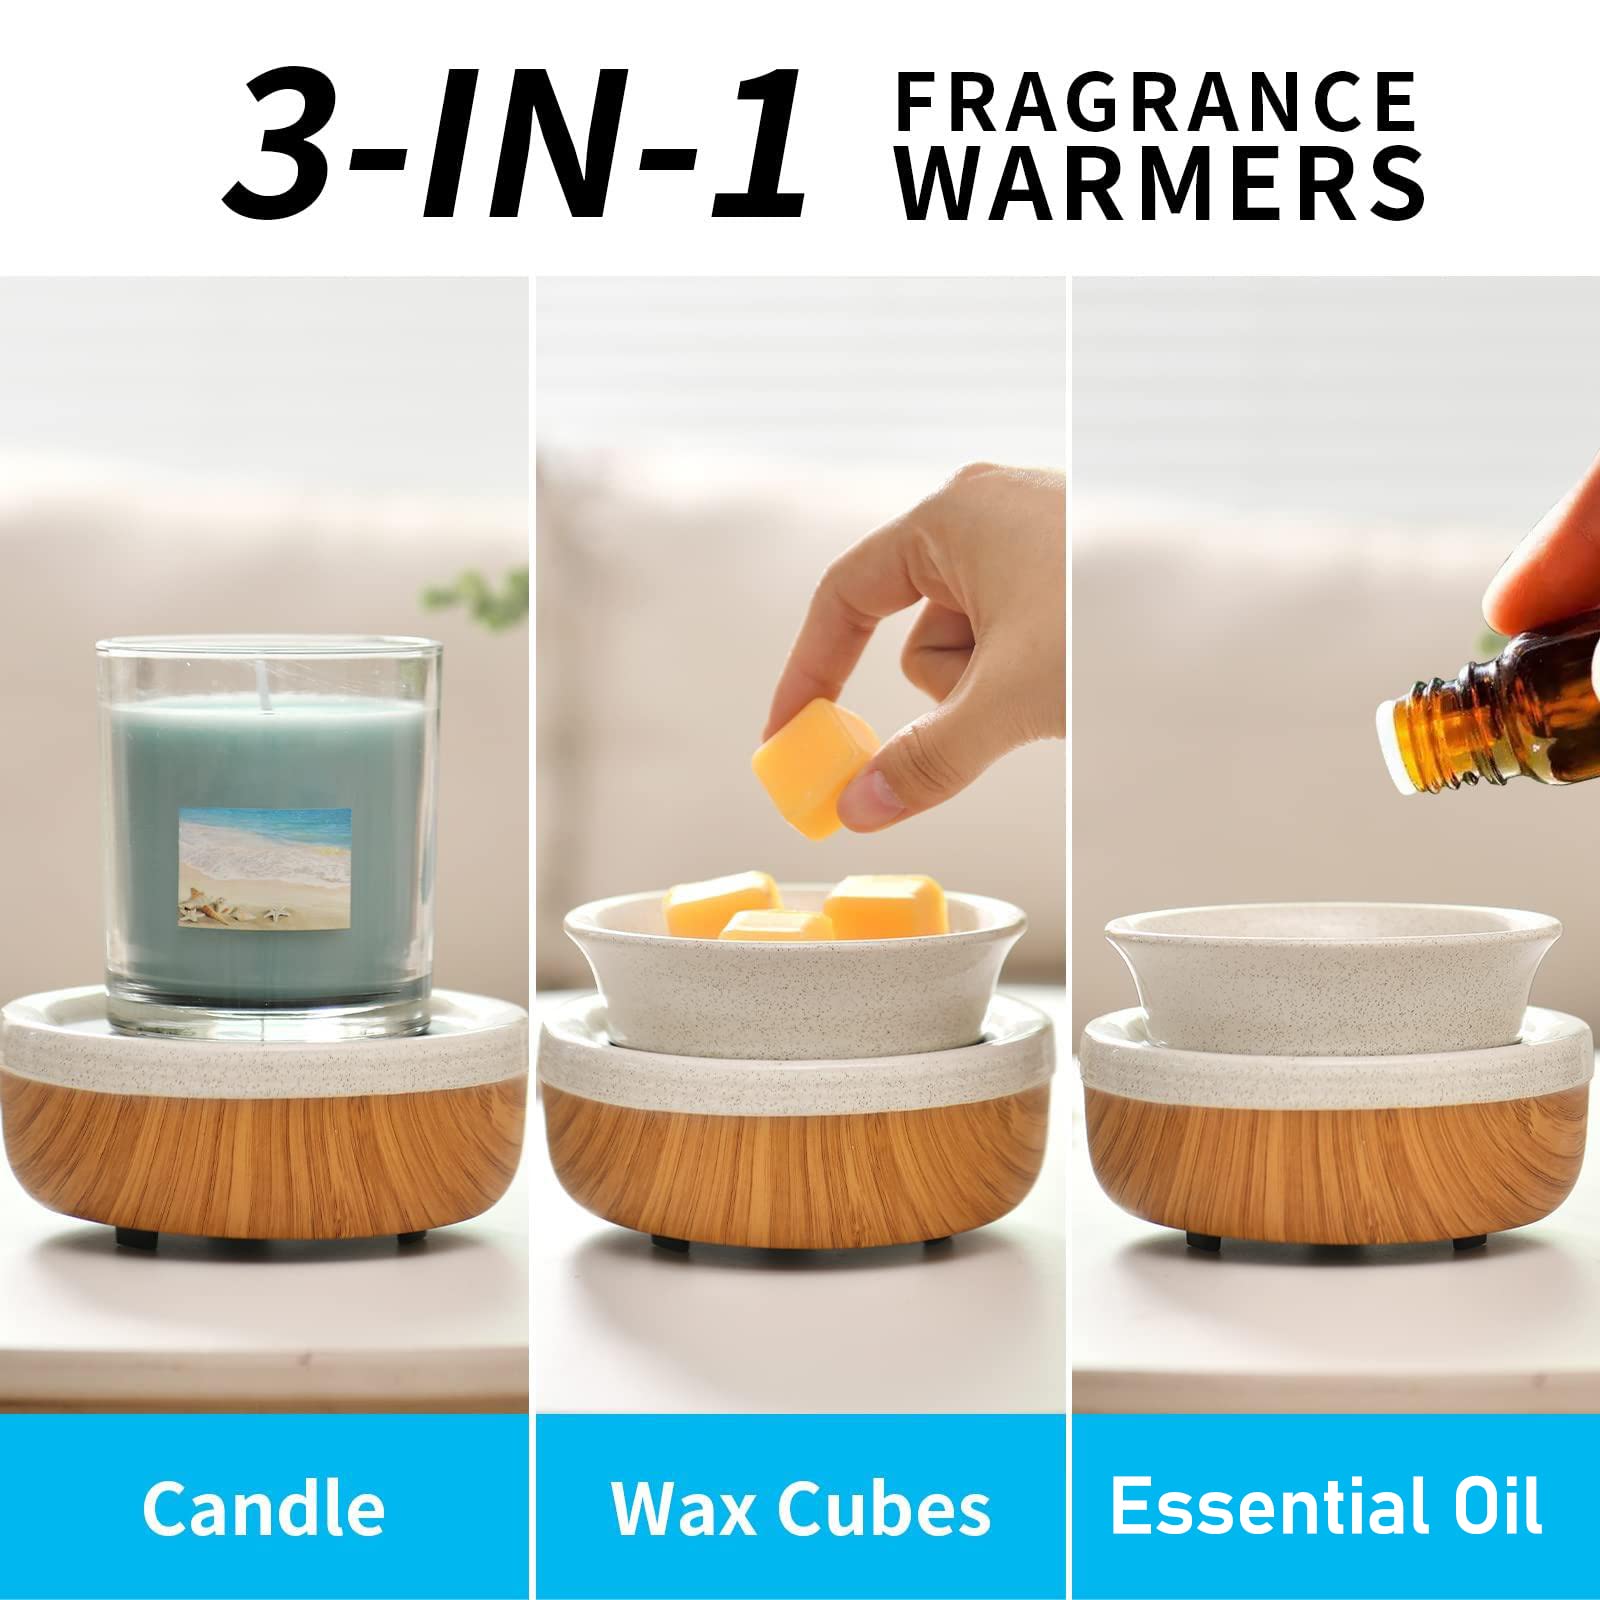 3-IN-1
FRAGRANCE
WARMERS
Candle
Wax Cubes
Essential Oil